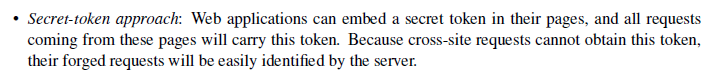 • Secret-token approach: Web applications can embed a secret token in their pages, and all requests
coming from these pages will carry this token. Because cross-site requests cannot obtain this token,
their forged requests will be easily identified by the server.